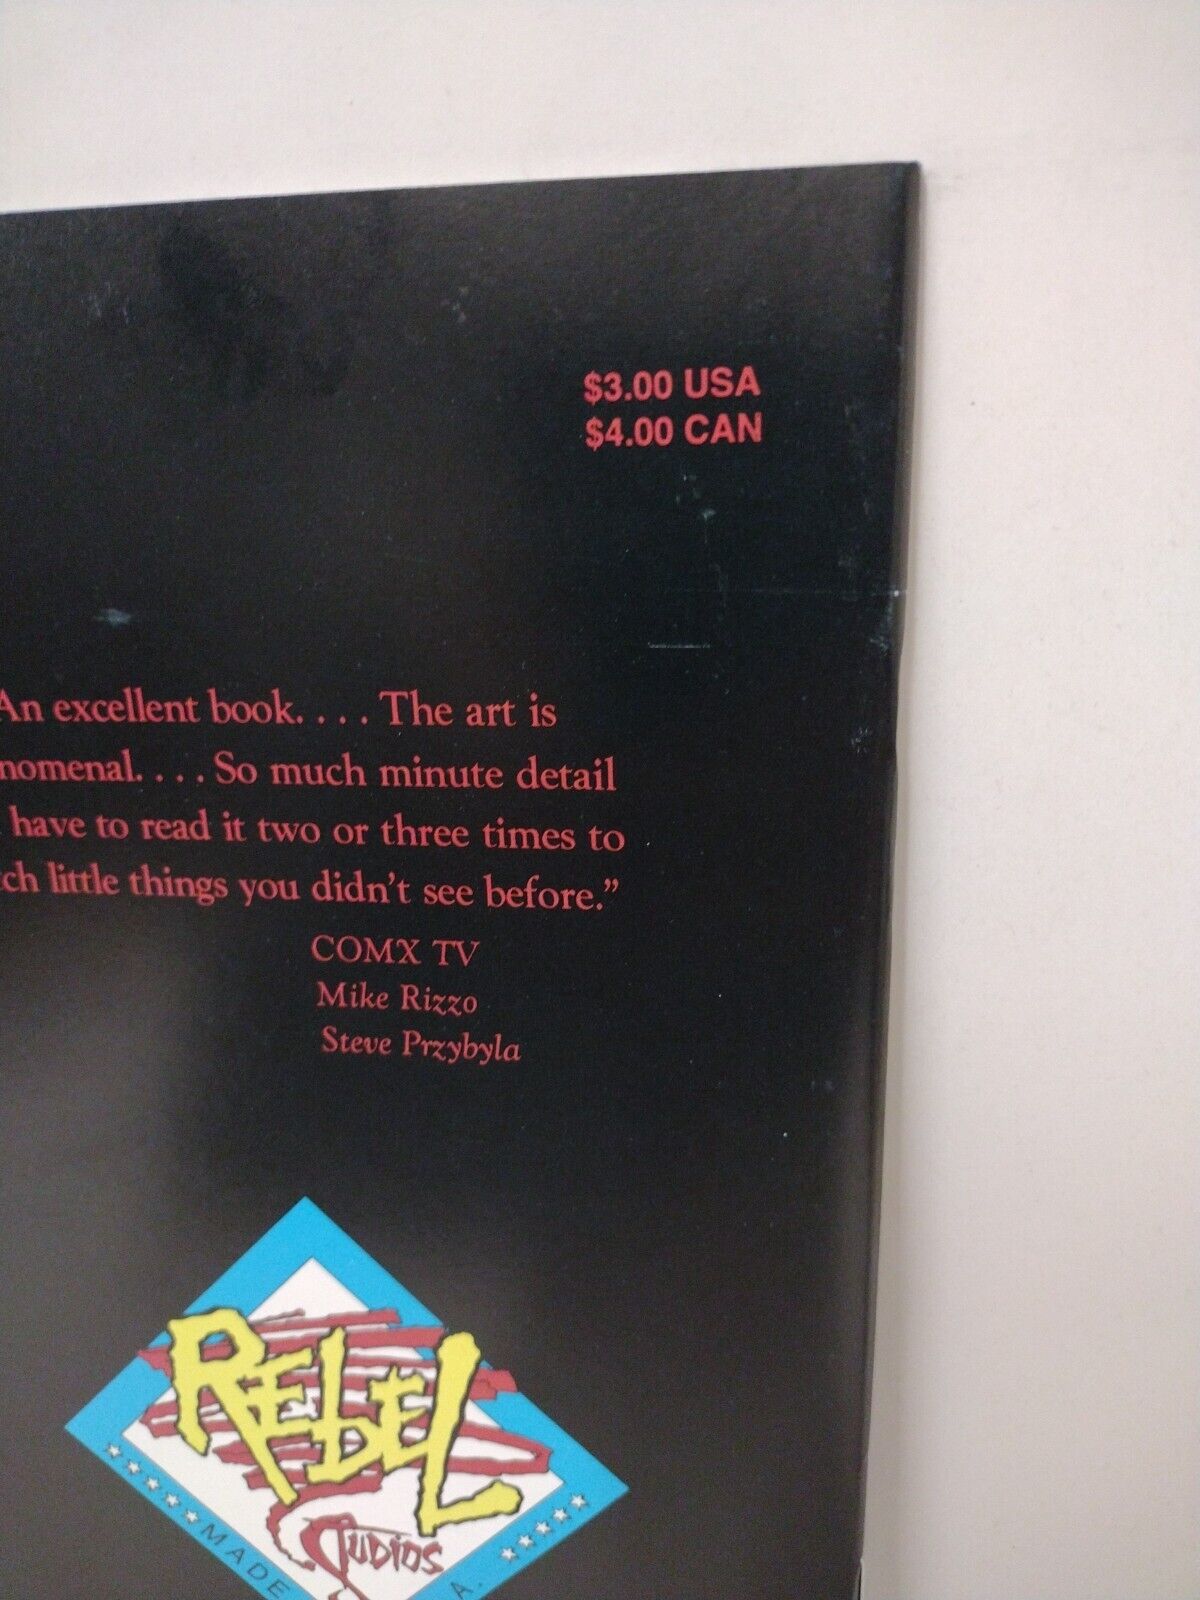 $3.00 USA
$4.00 CAN
An excellent book. . . . The art is
nomenal. . . . So much minute detail
have to read it two or three times to
tch little things you didn't see before.”
COMX TV
Mike Rizzo
Steve Przybyla
REBEL
STUDIOS
MADE
A.